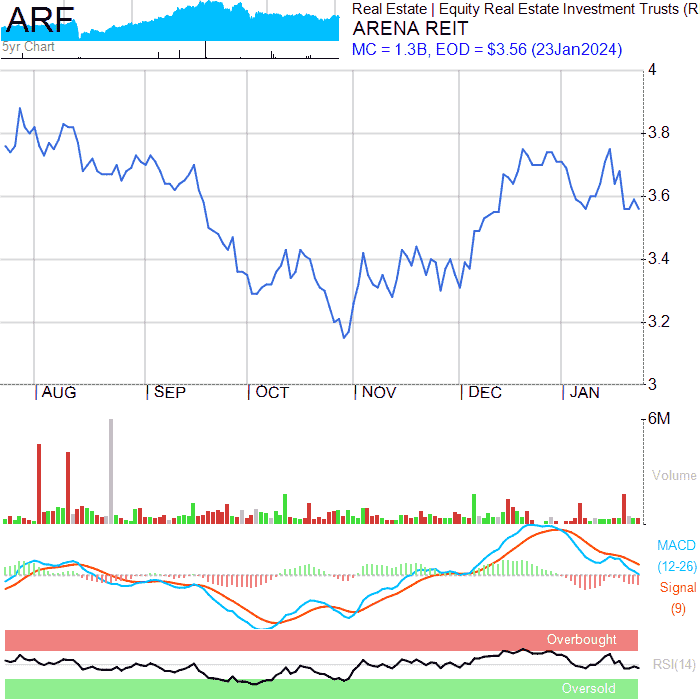 ARF
5yr Chart
Real Estate | Equity Real Estate Investment Trusts (R
ARENA REIT
MC = 1.3B, EOD = $3.56 (23Jan2024)
4
3.8
3.6
3.4
3.2
3
AUG
SEP
OCT
NOV
DEC
JAN
6M
Volume
MACD
(12-26)
Signal
(9)
Overbought
RSI(14)
Oversold